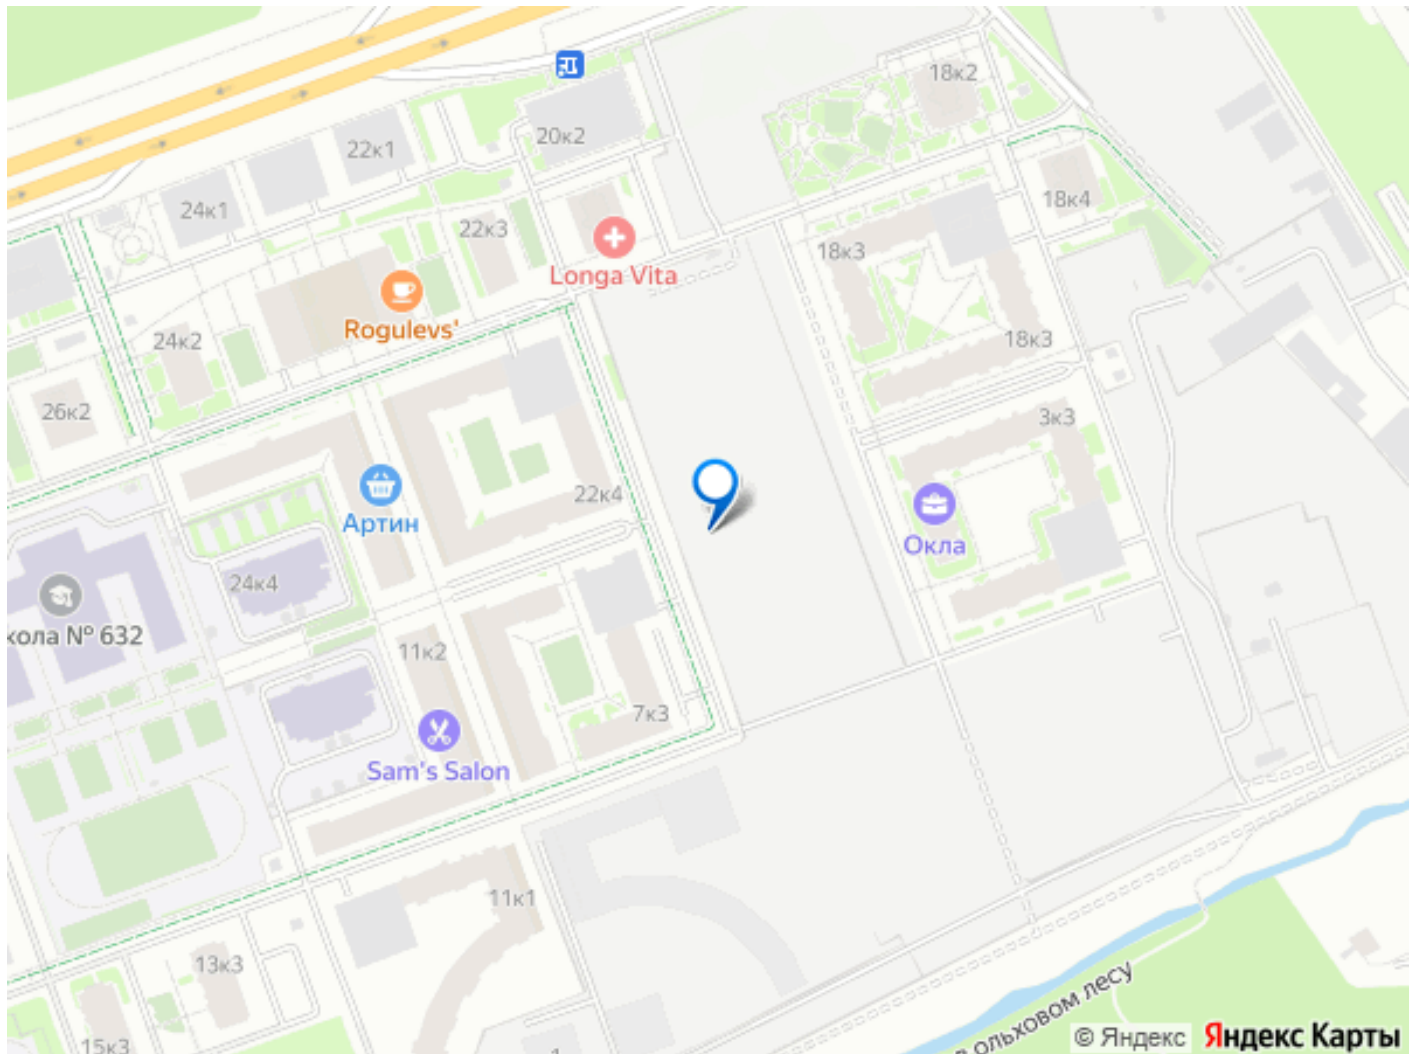 18к2
20к2
22к1
18к4
24к1
22к3
18к3
Longa Vita
Rogulevs'
24к2
18к3
26к2
3к3
22к4
Артин
Окла
24к4
кола № 632
11к2
7к3
Sam's Salon
11к1
13к3
ольховом лесу
15к3
© Яндекс
Яндекс Карты